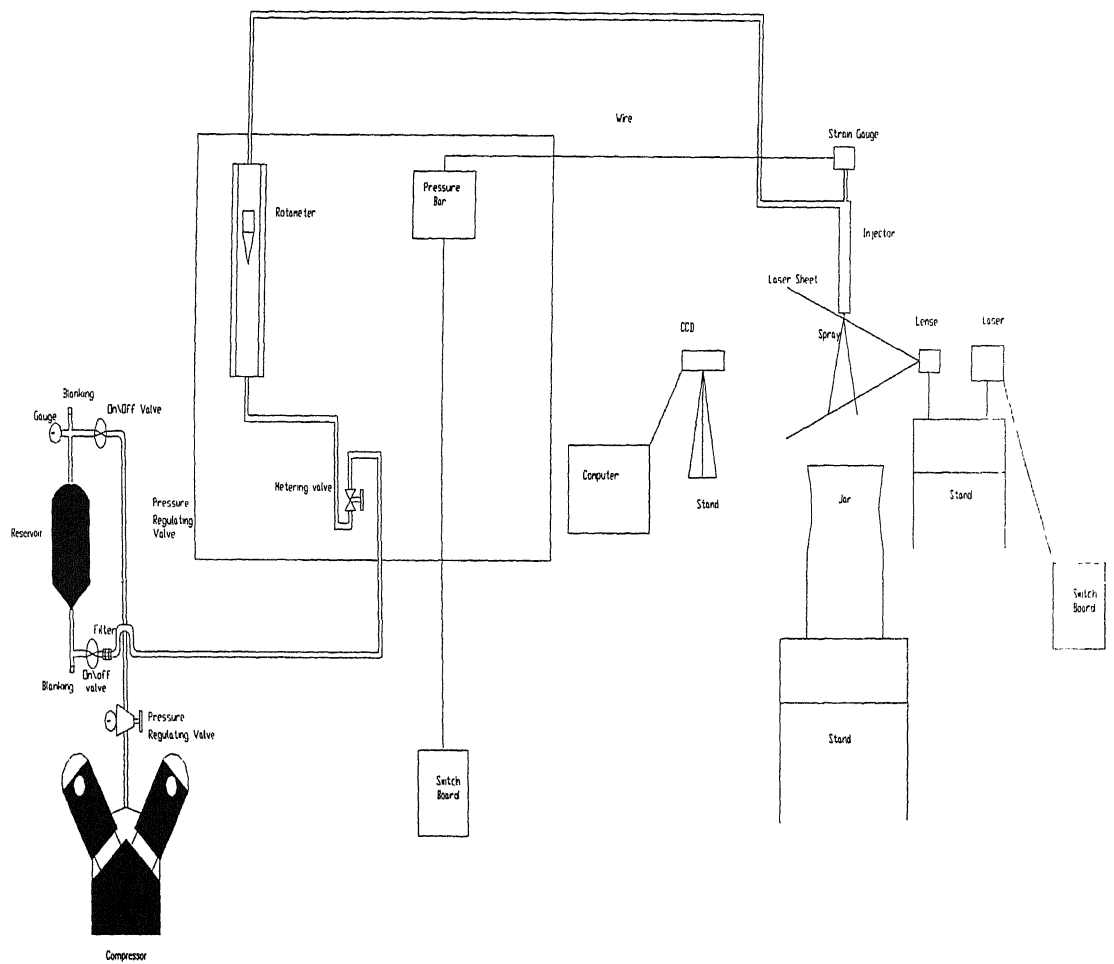 Wire
Strain Gauge
Pressure
Bar
Rotameter
Injector
Laser Sheet
CCD
Spray
Lense
Laser
Blanking
Gauge
On\Off Valve
Computer
Metering valve
Stand
Jar
Stand
Pressure
Regulating
Valve
Reservoir
Switch
Board
Filter
Blanking
On\off
valve
Pressure
Regulating Valve
Stand
Switch
Board
Compressor